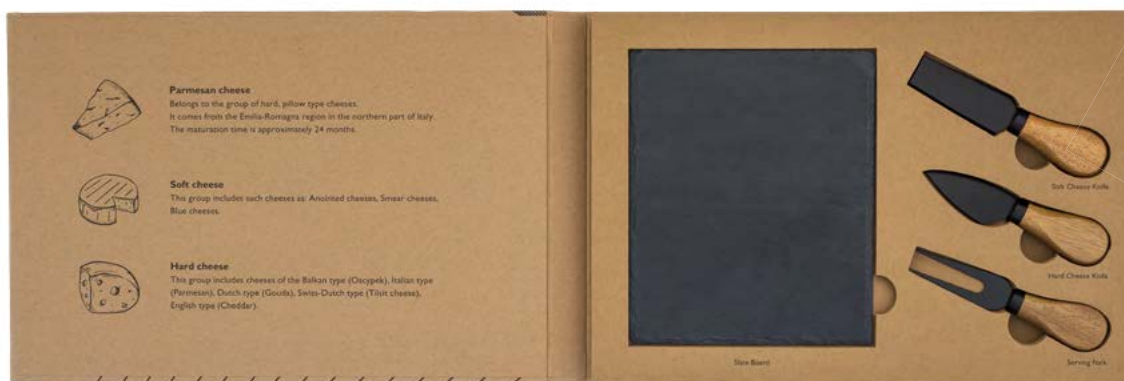 Parmesan cheese
Belongs to the group of hard, pillow type cheeses.
It comes from the Emilia-Romagna region in the northern part of Italy.
The maturation time is approximately 24 months.
Soft cheese
This group includes such cheeses as: Anointed cheeses, Smear cheeses,
Blue cheeses.
Hard cheese
This group includes cheeses of the Balkan type (Oscypek), Italian type
(Parmesan), Dutch type (Gouda), Swiss-Dutch type (Tilsit cheese),
English type (Cheddar).
Soft Cheese Knife
Hard Cheese Knife
Slate Board
Serving Fork